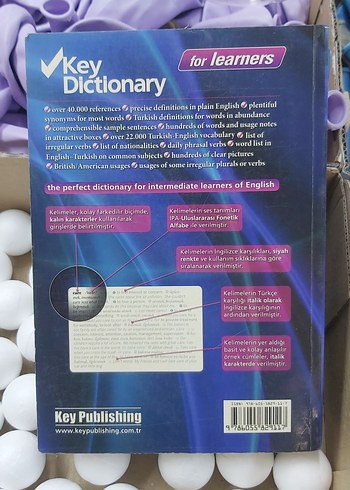 Key
Dictionary
for learners
over 40.000 references precise definitions in plain English plentiful
synonyms for most words Turkish definitions for words in abundance
comprehensible sample sentences hundreds of words and usage notes
in attractive boxes over 22.000 Turkish-English vocabulary list of
irregular verbs list of nationalities daily phrasal verbs word list in
English-Turkish on common subjects hundreds of clear pictures
British/American usages usages of some irregular plurals or verbs
the perfect dictionary for intermediate learners of English
Kelimeler, kolay farkedilir biçimde
kalın karakterler kullanılarak
girişlerde belirtilmiştir.
Kelimelerin ses tanımları
IPA-Uluslararası Fonetik
Alfabe ile verilmiştir.
Kelimelerin İngilizce karşılıkları, siyah
renkte ve kullanım sıklıklarına göre
sıralanarak verilmiştir.
Kelimelerin Türkçe
karşılığı italik olarak
İngilizce karşılığının
ardından verilmiştir.
Kelimelerin yer aldığı
basit ve kolay anlaşılır
örnek cümleler, italik
karakterde verilmiştir.
Key Publishing
www.keypublishing.com.tr
9 786055 829117